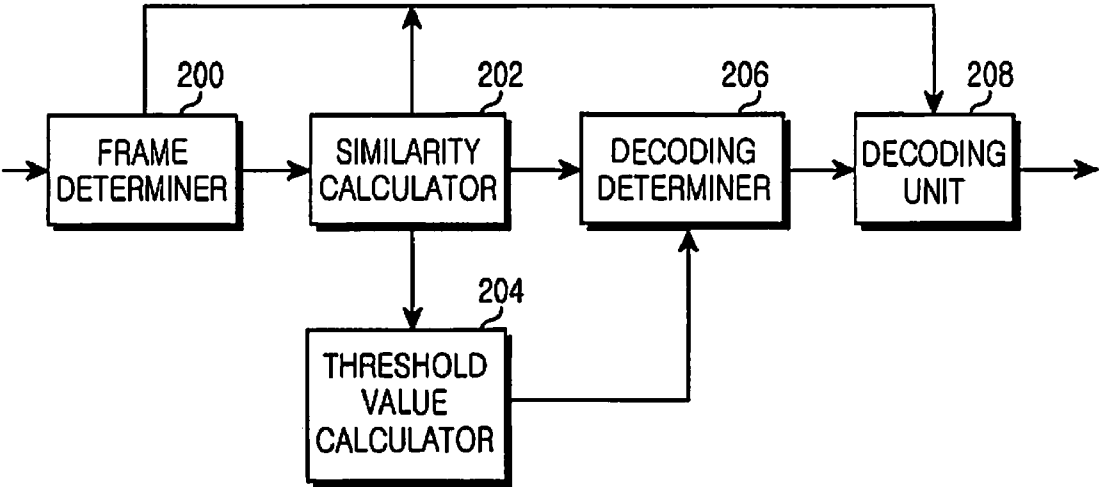 200
FRAME
DETERMINER
202
SIMILARITY
CALCULATOR
206
DECODING
DETERMINER
208
DECODING
UNIT
204
THRESHOLD
VALUE
CALCULATOR